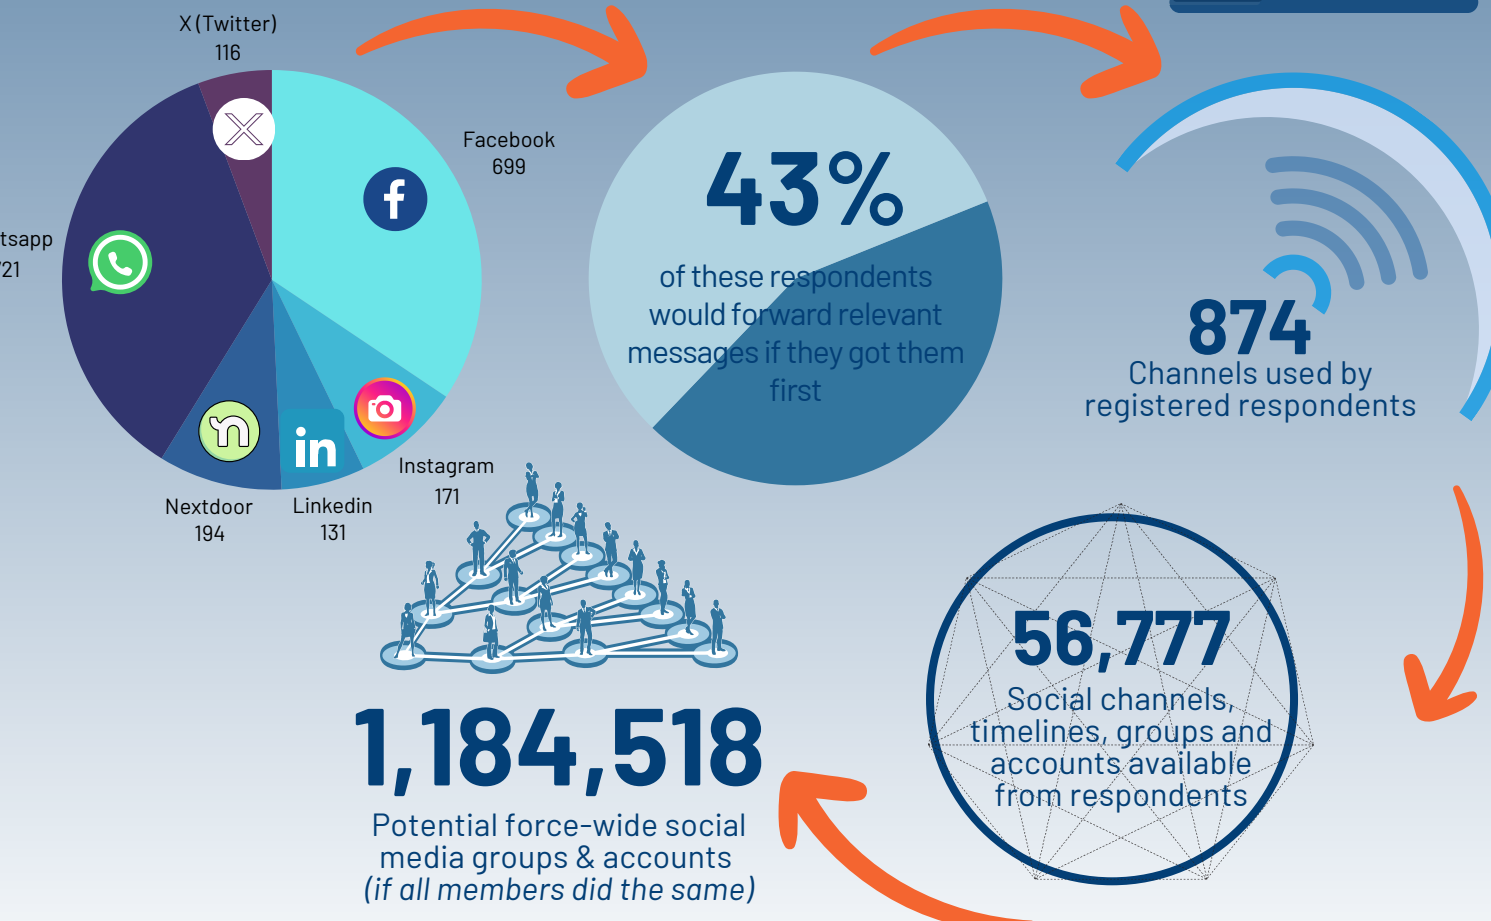 X (Twitter)
116
Facebook
699
tsapp
21
Instagram
171
Linkedin
131
Nextdoor
194
in
43%
of these respondents
would forward relevant
messages if they got them
first
874
Channels used by
registered respondents
56,777
Social channels,
timelines, groups and
accounts available
from respondents
1,184,518
Potential force-wide social
media groups & accounts
(if all members did the same)